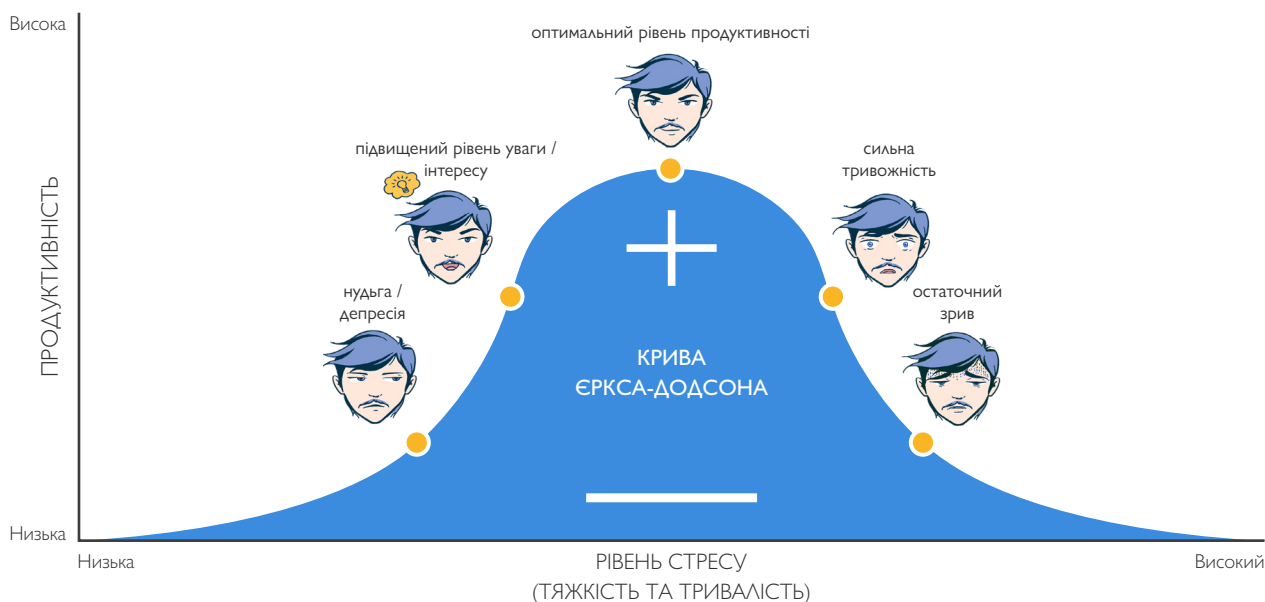 Висока
оптимальний рівень продуктивності
підвищений рівень уваги /
інтересу
сильна
тривожність
нудьга /
депресія
остаточний
зрив
ПРОДУКТИВНІСТЬ
КРИВА
ЄРКСА-ДОДСОНА
Низька
Низька
РІВЕНЬ СТРЕСУ
(ТЯЖКІСТЬ ТА ТРИВАЛІСТЬ)
Високий